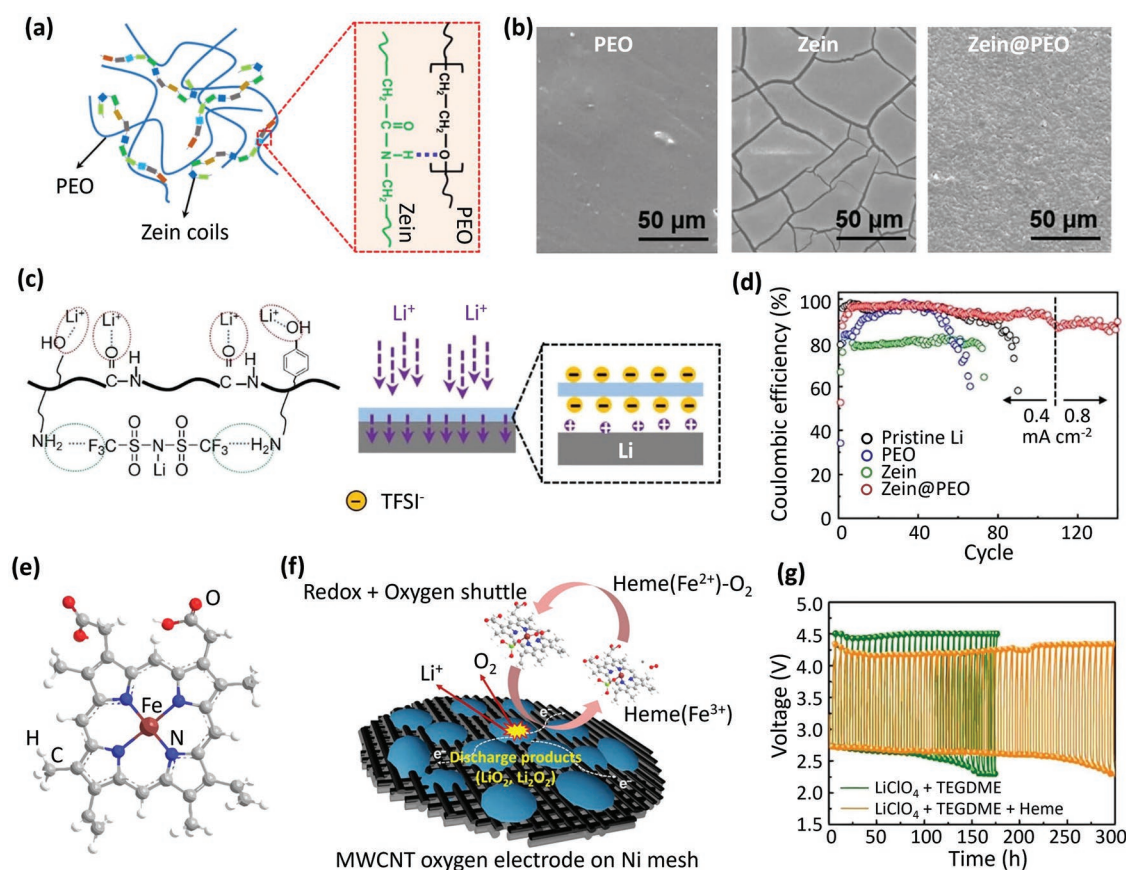 (a)
PEO
Zein coils
CH₂
CH₂
C=O
N-H
CH₂
Zein
CH₂
CH₂
O
PEO
(b)
PEO
50 μm
Zein
50 μm
Zein@PEO
50 μm
(c)
Li⁺
Li⁺
Li⁺
Li⁺
HO
O
O
OH
H
H
C-N
C-N
NH₂
F₃C-S-N-S-CF₃
O
O
O
O
Li
H₂N
Li⁺
Li⁺
Li
TFSI⁻
(d)
Coulombic efficiency (%)
100
80
60
40
20
0
0
40
80
120
Cycle
0.4
0.8
mA cm⁻²
Pristine Li
PEO
Zein
Zein@PEO
(e)
O
Fe
N
H
C
(f)
Redox + Oxygen shuttle
Heme(Fe²⁺)-O₂
Heme(Fe³⁺)
Li⁺
O₂
e⁻
e⁻
e⁻
Discharge products
(LiO₂, Li₂O₂)
MWCNT oxygen electrode on Ni mesh
(g)
Voltage (V)
5.0
4.5
4.0
3.5
3.0
2.5
2.0
0
50
100
150
200
250
300
Time (h)
LiClO₄ + TEGDME
LiClO₄ + TEGDME + Heme